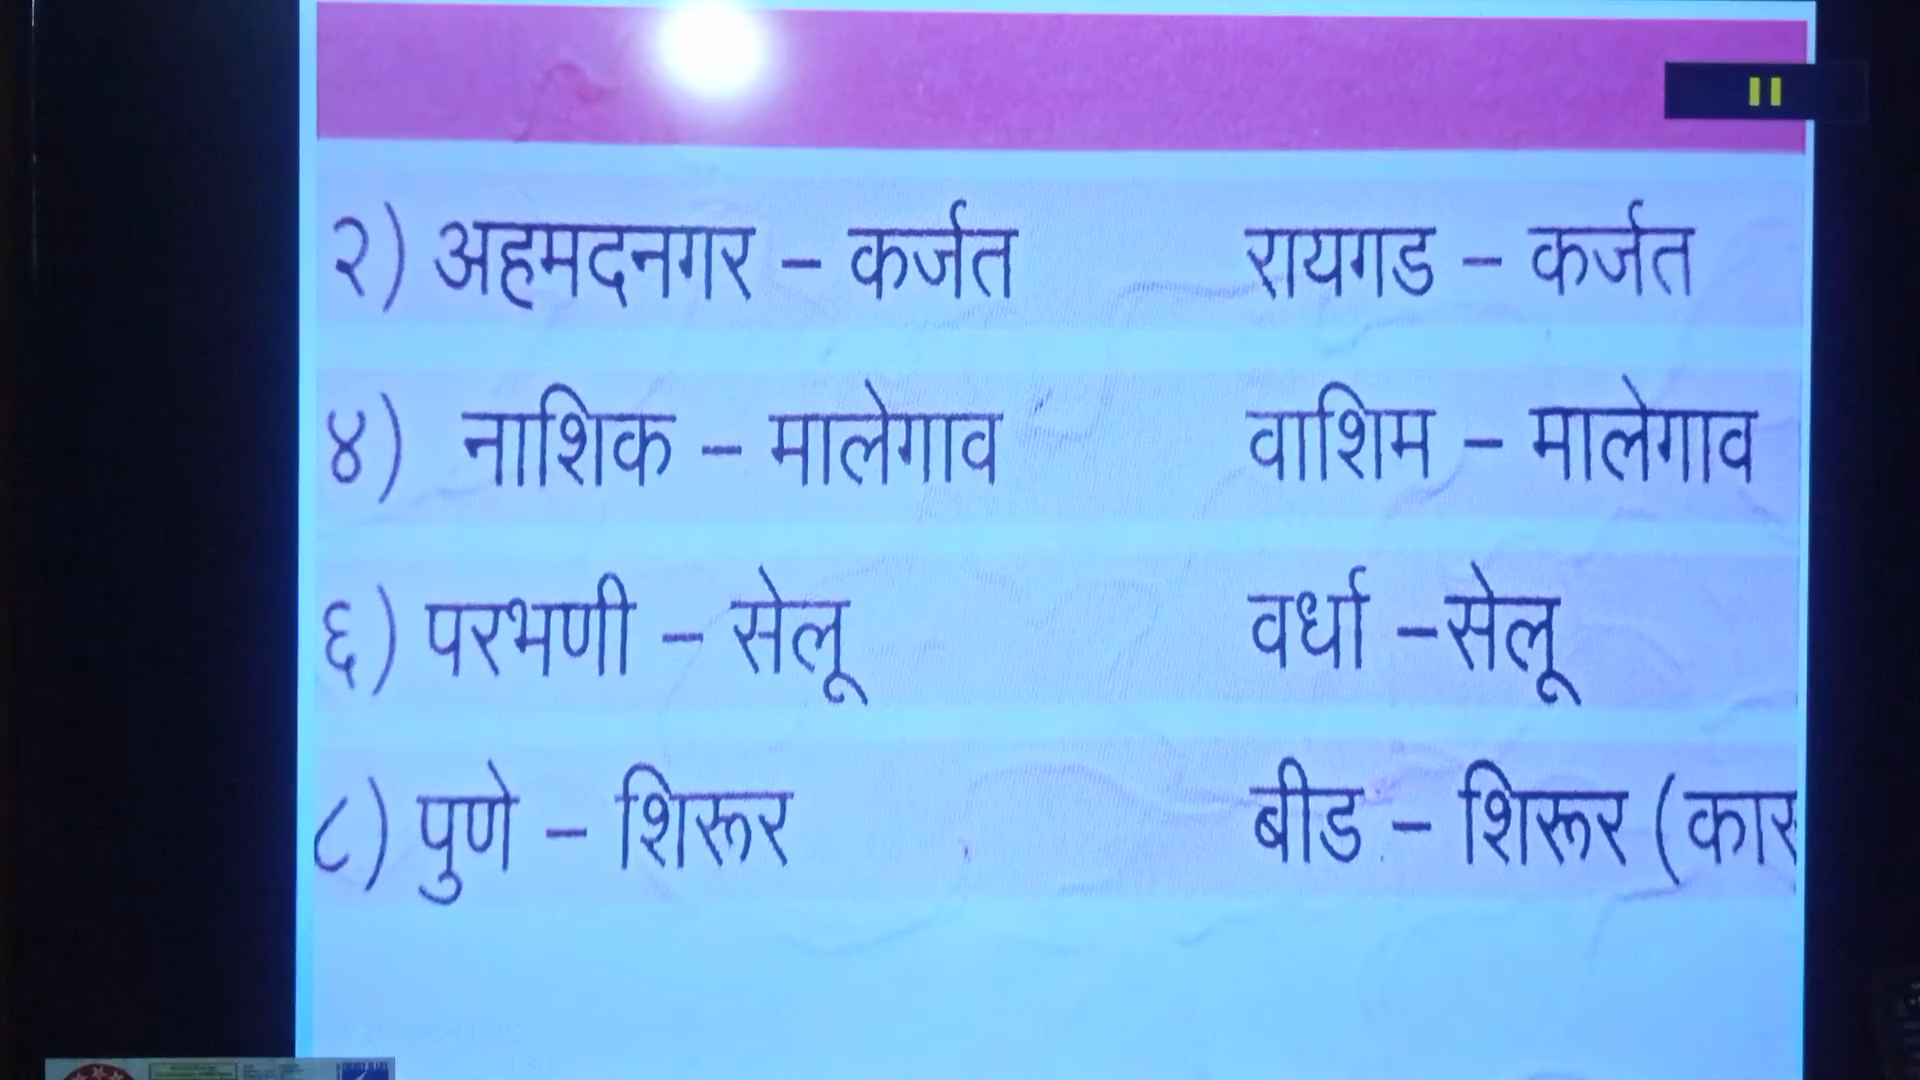 २) अहमदनगर – कर्जत रायगड – कर्जत
४) नाशिक – मालेगाव वाशिम – मालेगाव
६) परभणी – सेलू वर्धा –सेलू
८) पुणे – शिरूर बीड – शिरूर (कार